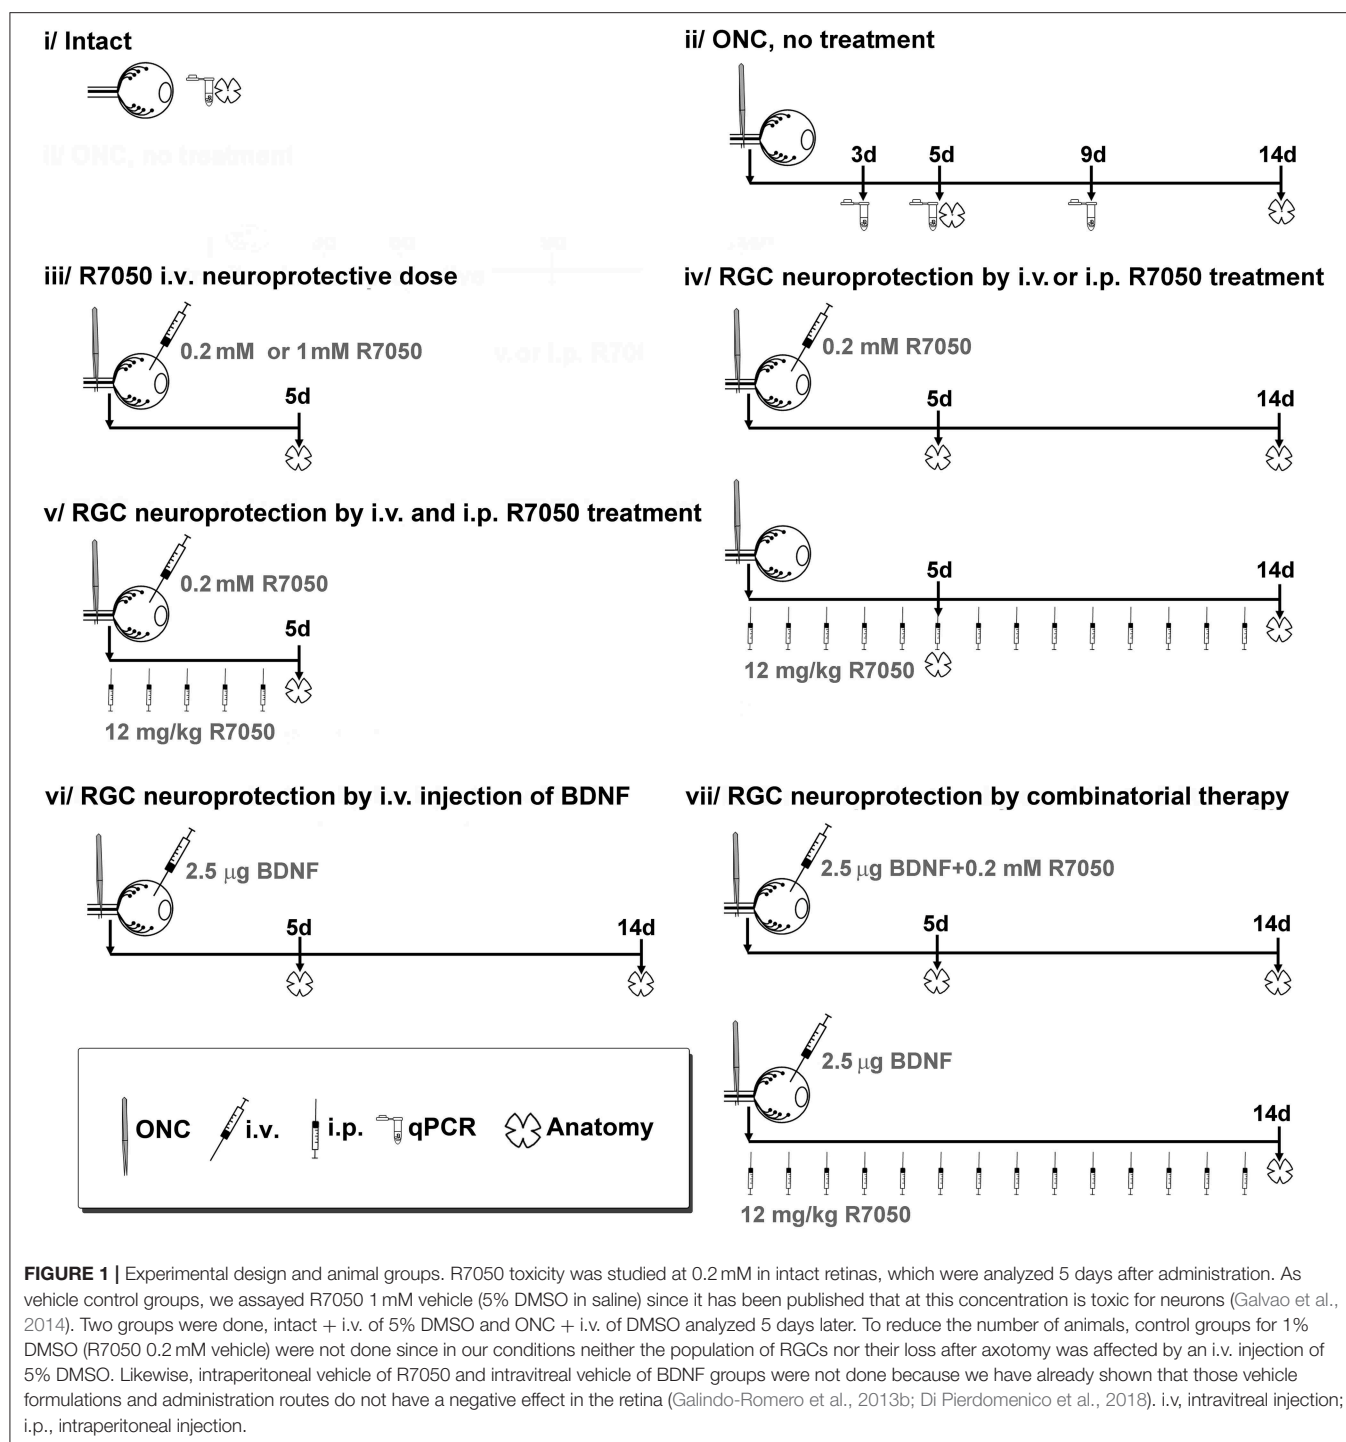 i/ Intact
ii/ ONC, no treatment
3d 5d 9d 14d
iii/ R7050 i.v. neuroprotective dose
0.2 mM or 1 mM R7050
5d
iv/ RGC neuroprotection by i.v. or i.p. R7050 treatment
0.2 mM R7050
5d 14d
5d 14d
12 mg/kg R7050
v/ RGC neuroprotection by i.v. and i.p. R7050 treatment
0.2 mM R7050
5d
12 mg/kg R7050
vi/ RGC neuroprotection by i.v. injection of BDNF
2.5 μg BDNF
5d 14d
vii/ RGC neuroprotection by combinatorial therapy
2.5 μg BDNF+0.2 mM R7050
5d 14d
2.5 μg BDNF
14d
12 mg/kg R7050
ONC i.v. i.p. qPCR Anatomy
FIGURE 1 | Experimental design and animal groups. R7050 toxicity was studied at 0.2 mM in intact retinas, which were analyzed 5 days after administration. As
vehicle control groups, we assayed R7050 1 mM vehicle (5% DMSO in saline) since it has been published that at this concentration is toxic for neurons (Galvao et al.,
2014). Two groups were done, intact + i.v. of 5% DMSO and ONC + i.v. of DMSO analyzed 5 days later. To reduce the number of animals, control groups for 1%
DMSO (R7050 0.2 mM vehicle) were not done since in our conditions neither the population of RGCs nor their loss after axotomy was affected by an i.v. injection of
5% DMSO. Likewise, intraperitoneal vehicle of R7050 and intravitreal vehicle of BDNF groups were not done because we have already shown that those vehicle
formulations and administration routes do not have a negative effect in the retina (Galindo-Romero et al., 2013b; Di Pierdomenico et al., 2018). i.v, intravitreal injection;
i.p., intraperitoneal injection.